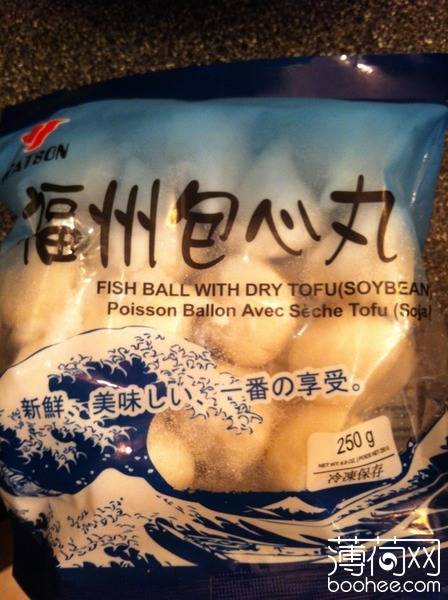 福州包心丸
FISH BALL WITH DRY TOFU(SOYBEAN
Poisson Ballon Avec Sèche Tofu (Soja)
新鮮、美味しい、一番の享受。
250 g
冷凍保存
薄荷网
boohee.com